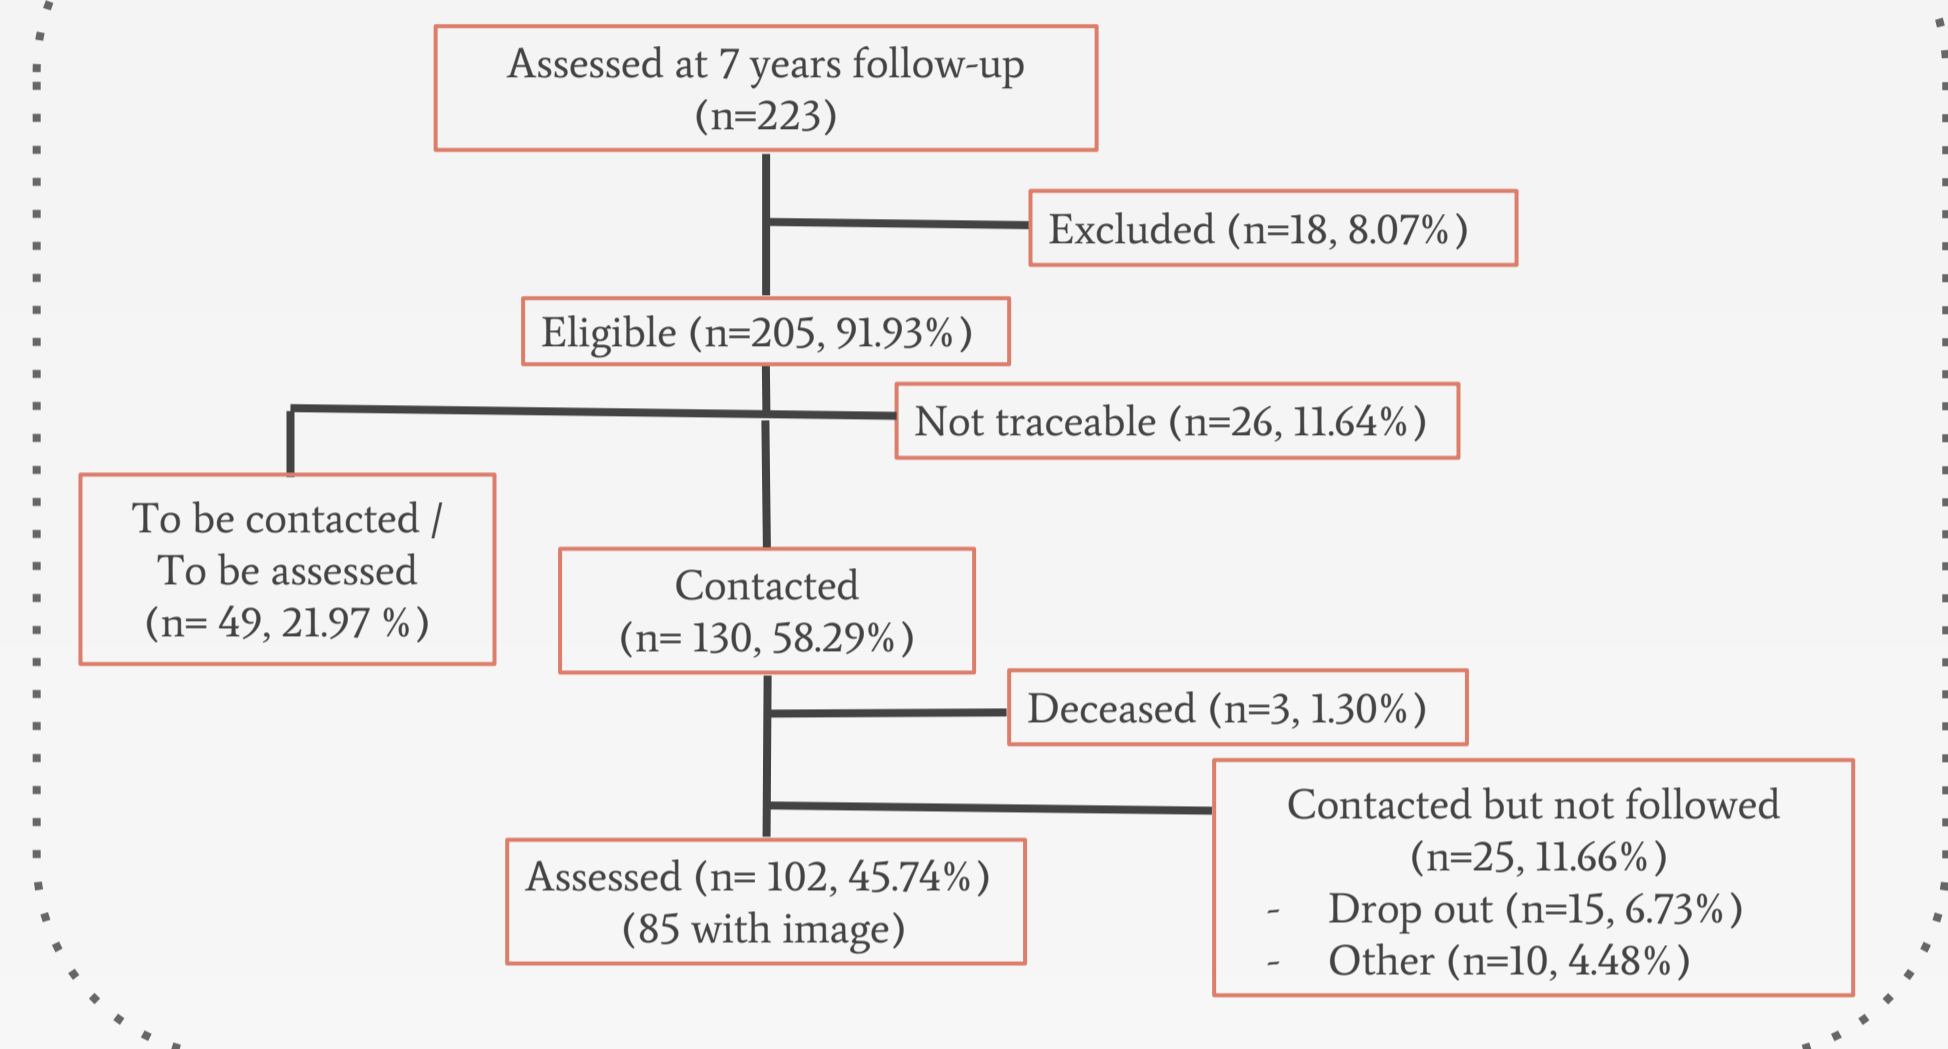 Assessed at 7 years follow-up
(n=223)
Excluded (n=18, 8.07%)
Eligible (n=205, 91.93%)
Not traceable (n=26, 11.64%)
To be contacted /
To be assessed
(n= 49, 21.97 %)
Contacted
(n= 130, 58.29%)
Deceased (n=3, 1.30%)
Contacted but not followed
(n=25, 11.66%)
- Drop out (n=15, 6.73%)
- Other (n=10, 4.48%)
Assessed (n= 102, 45.74%)
(85 with image)